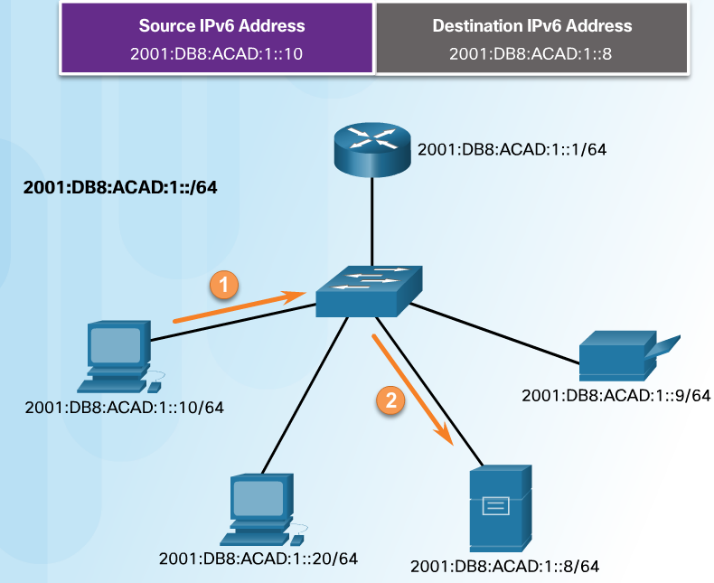 Source IPv6 Address
2001:DB8:ACAD:1::10
Destination IPv6 Address
2001:DB8:ACAD:1::8
2001:DB8:ACAD:1::1/64
2001:DB8:ACAD:1::/64
1
2001:DB8:ACAD:1::10/64
2
2001:DB8:ACAD:1::9/64
2001:DB8:ACAD:1::20/64
2001:DB8:ACAD:1::8/64